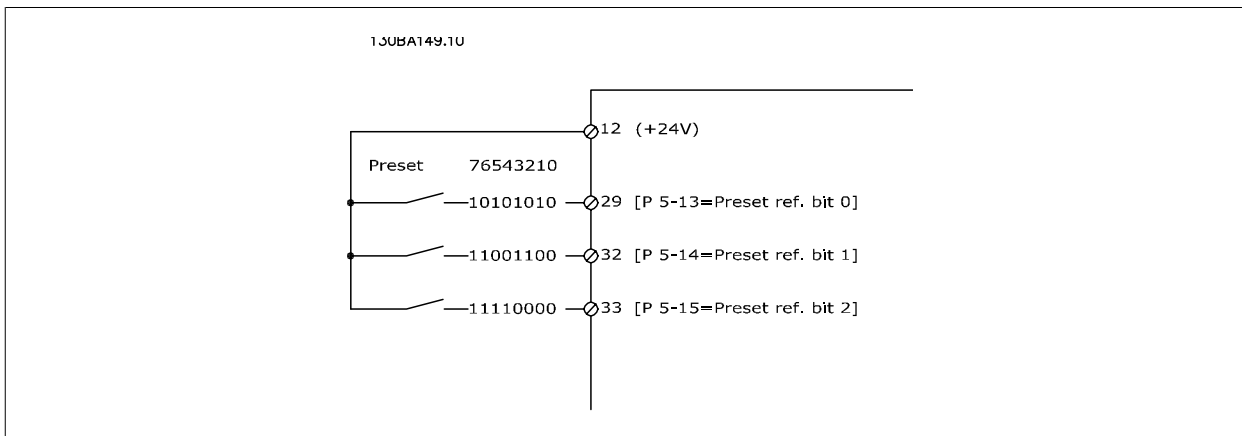 130BA149.10
12 (+24V)
Preset 76543210
10101010 29 [P 5-13=Preset ref. bit 0]
11001100 32 [P 5-14=Preset ref. bit 1]
11110000 33 [P 5-15=Preset ref. bit 2]